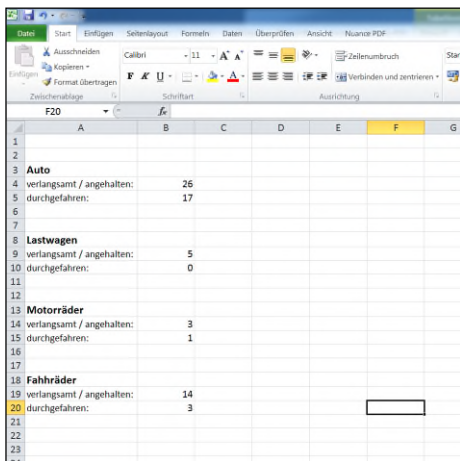 Datei Start Einfügen Seitenlayout Formeln Daten Überprüfen Ansicht Nuance PDF
Ausschneiden
Kopieren
Einfügen
Format übertragen
Calibri 11 A A
F K U A
Zeilenumbruch
Verbinden und zentrieren
Zwischenablage Schriftart Ausrichtung
F20 fx
A B C D E F G
1
2
3 Auto
4 verlangsamt / angehalten: 26
5 durchgefahren: 17
6
7
8 Lastwagen
9 verlangsamt / angehalten: 5
10 durchgefahren: 0
11
12
13 Motorräder
14 verlangsamt / angehalten: 3
15 durchgefahren: 1
16
17
18 Fahhräder
19 verlangsamt / angehalten: 14
20 durchgefahren: 3
21
22
23